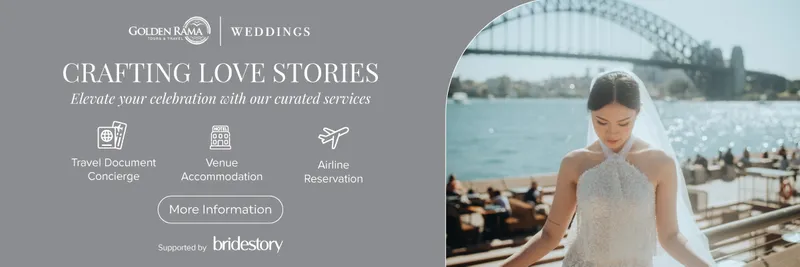 GOLDEN RAMA
TOURS & TRAVEL
WEDDINGS
CRAFTING LOVE STORIES
Elevate your celebration with our curated services
HOTEL
Travel Document
Concierge
Venue
Accommodation
Airline
Reservation
More Information
Supported by bridestory